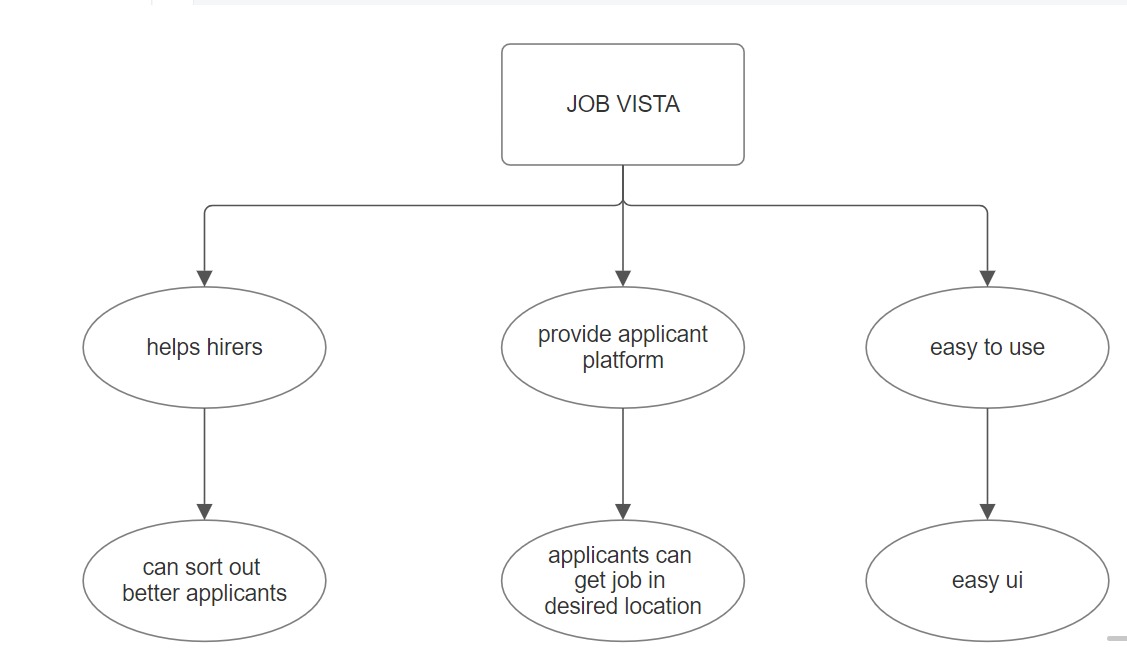 JOB VISTA
helps hirers
provide applicant
platform
easy to use
can sort out
better applicants
applicants can
get job in
desired location
easy ui